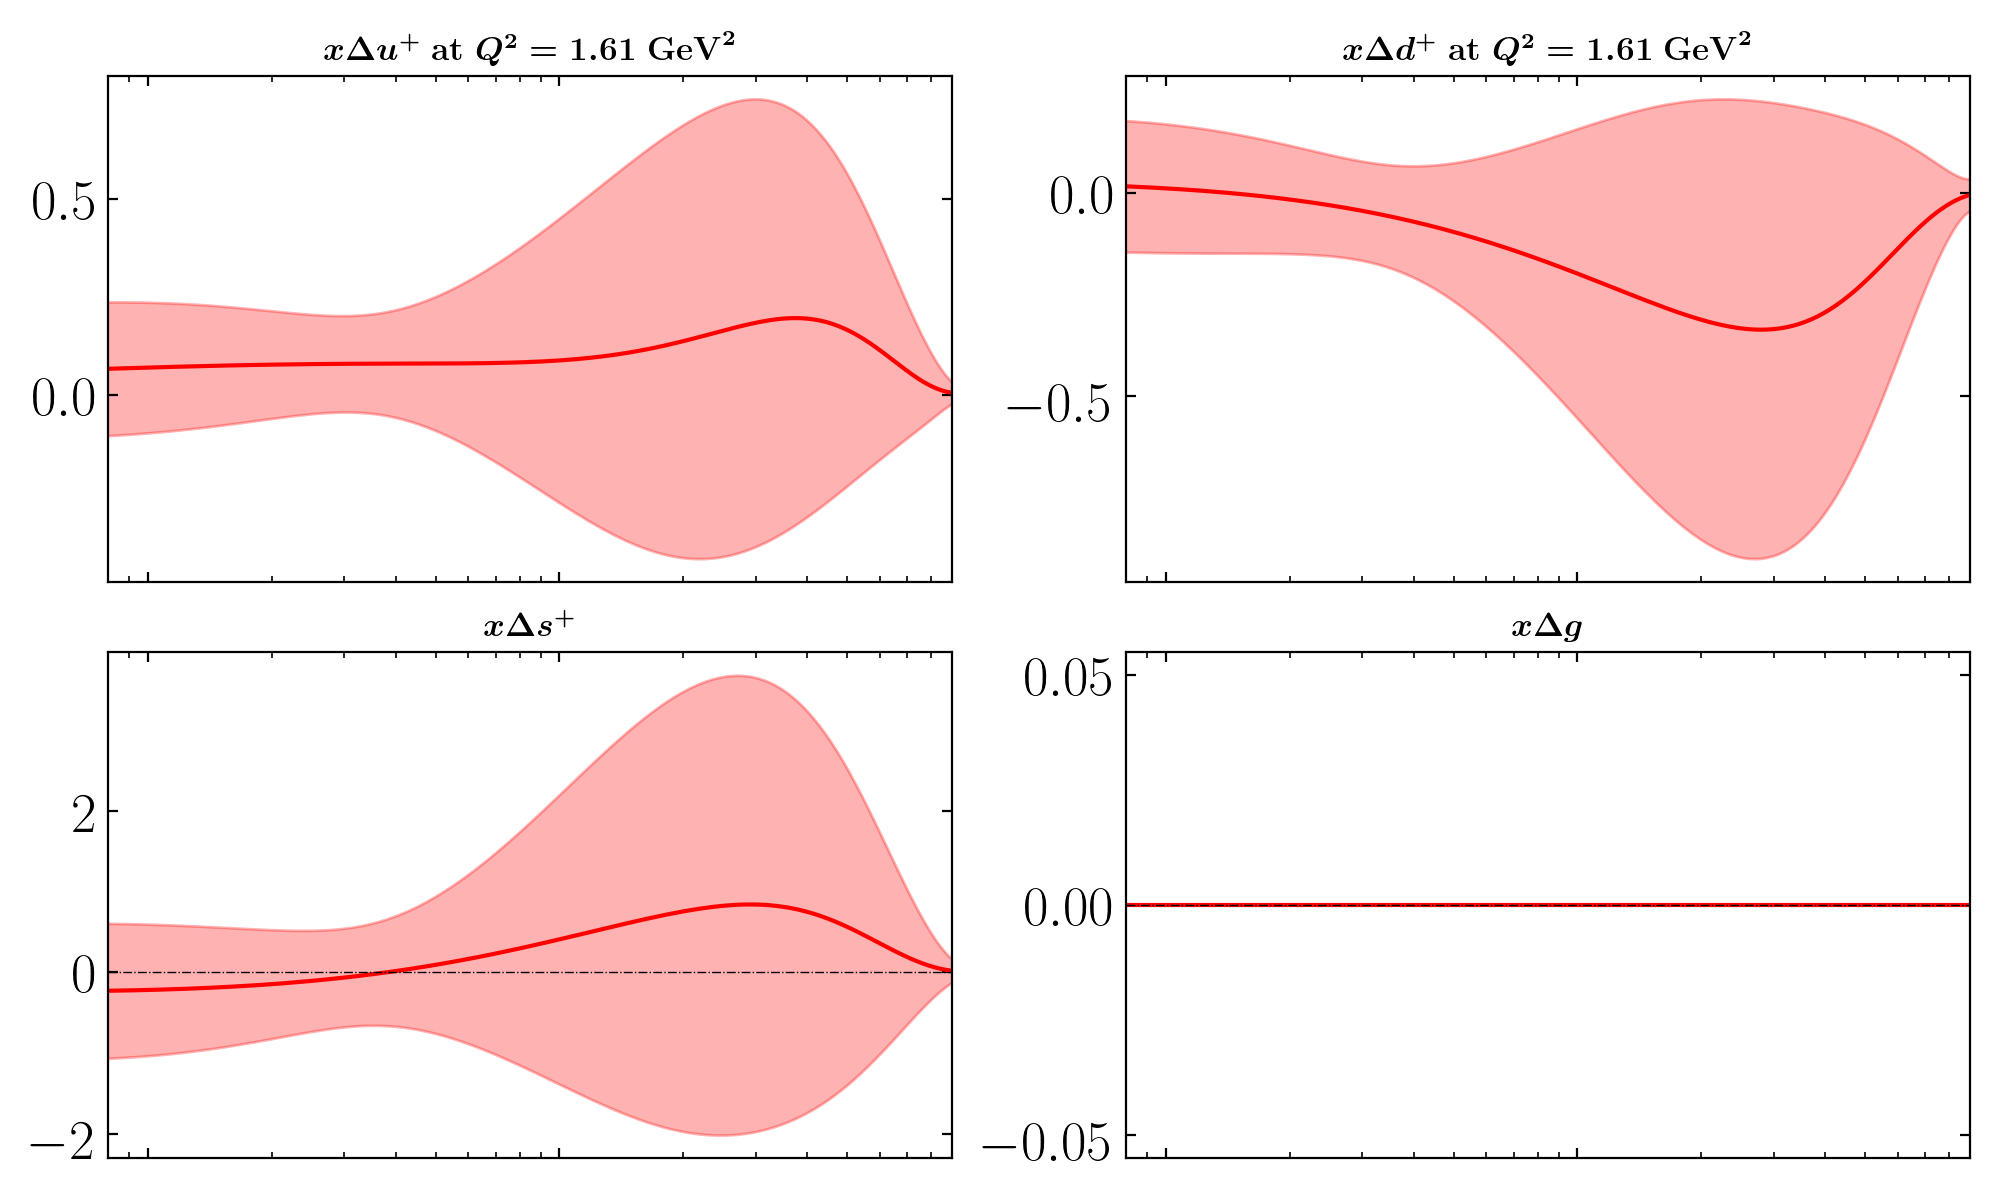 xΔu⁺ at Q² = 1.61 GeV²
0.5
0.0
xΔd⁺ at Q² = 1.61 GeV²
0.0
−0.5
xΔs⁺
2
0
−2
xΔg
0.05
0.00
−0.05